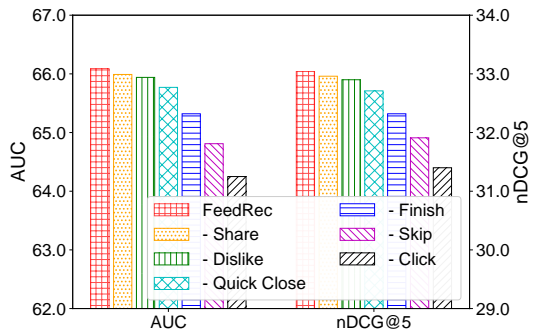 67.0
66.0
65.0
64.0
63.0
62.0
AUC
34.0
33.0
32.0
31.0
30.0
29.0
nDCG@5
FeedRec
- Share
- Dislike
- Quick Close
- Finish
- Skip
- Click
AUC
nDCG@5